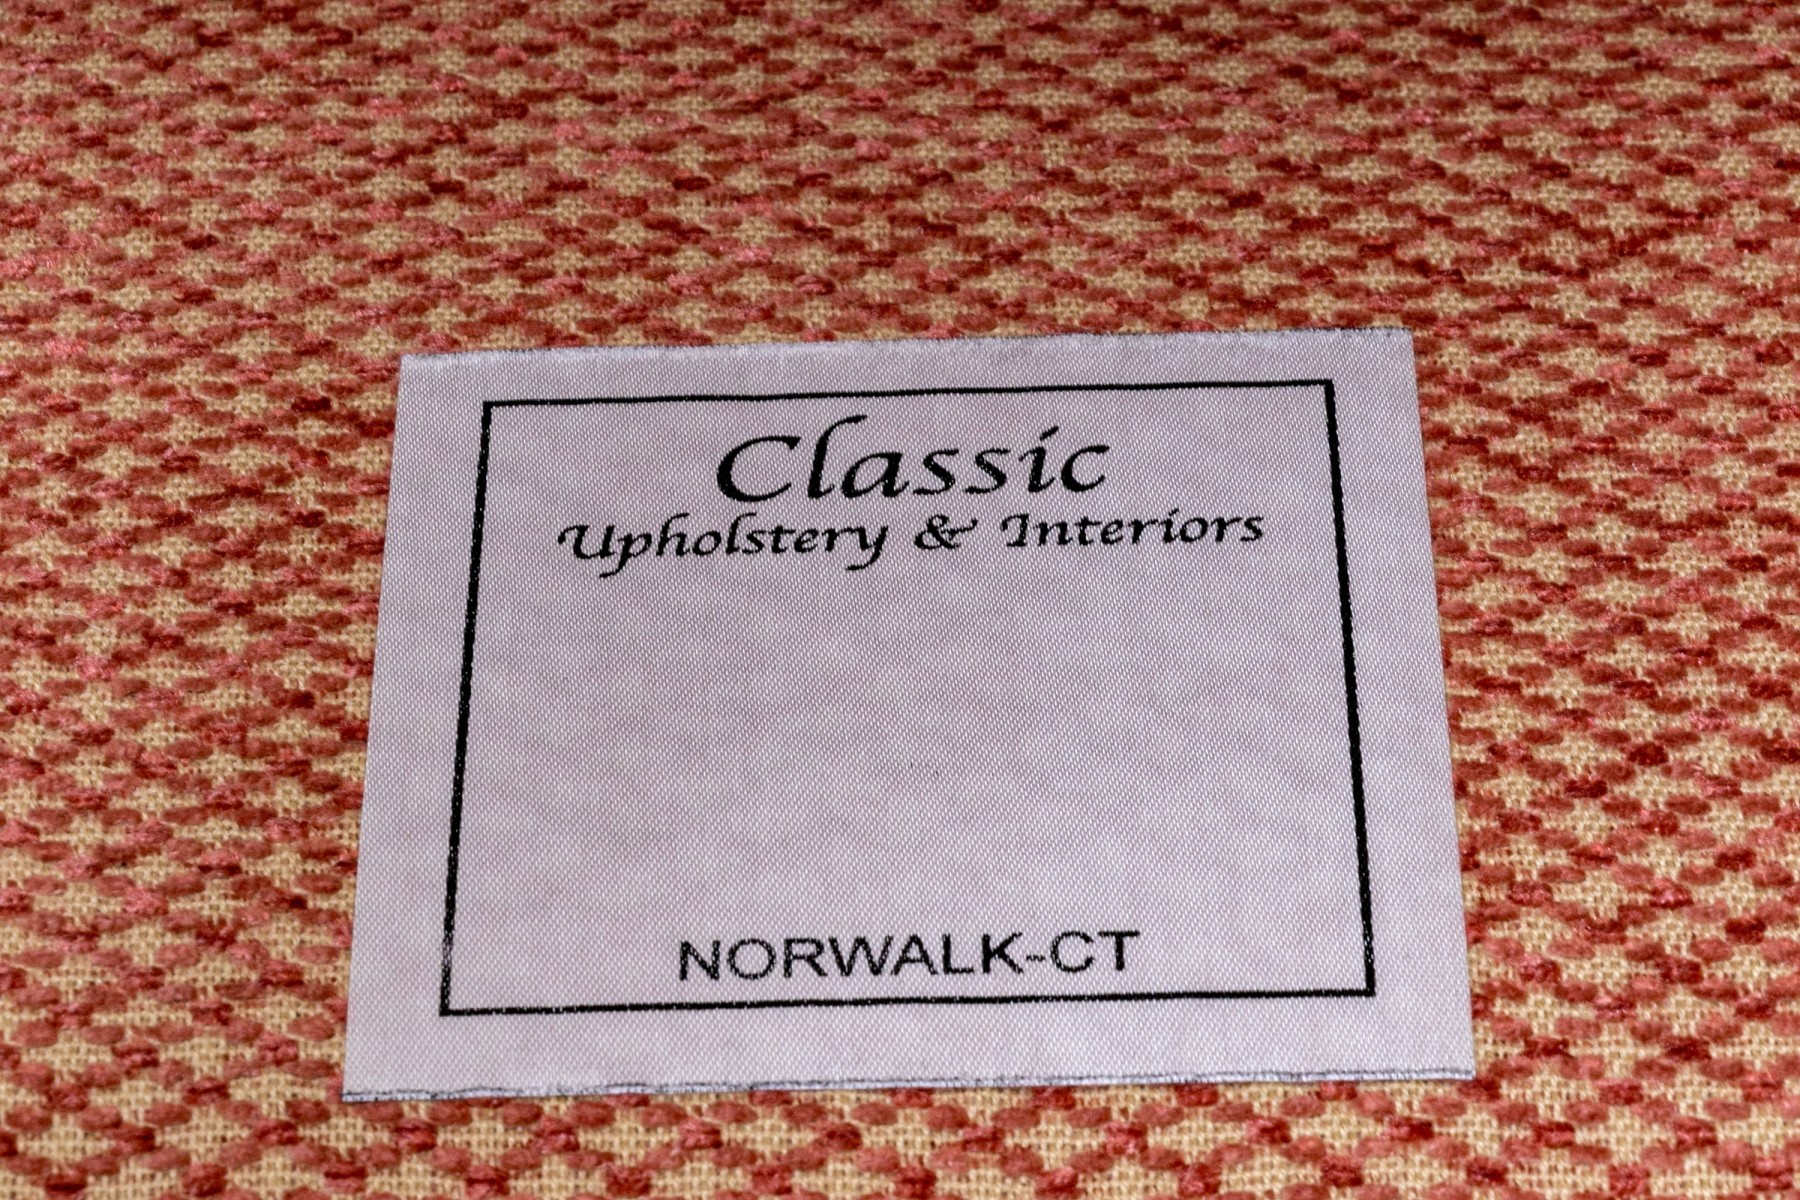 Classic
Upholstery & Interiors
NORWALK-CT